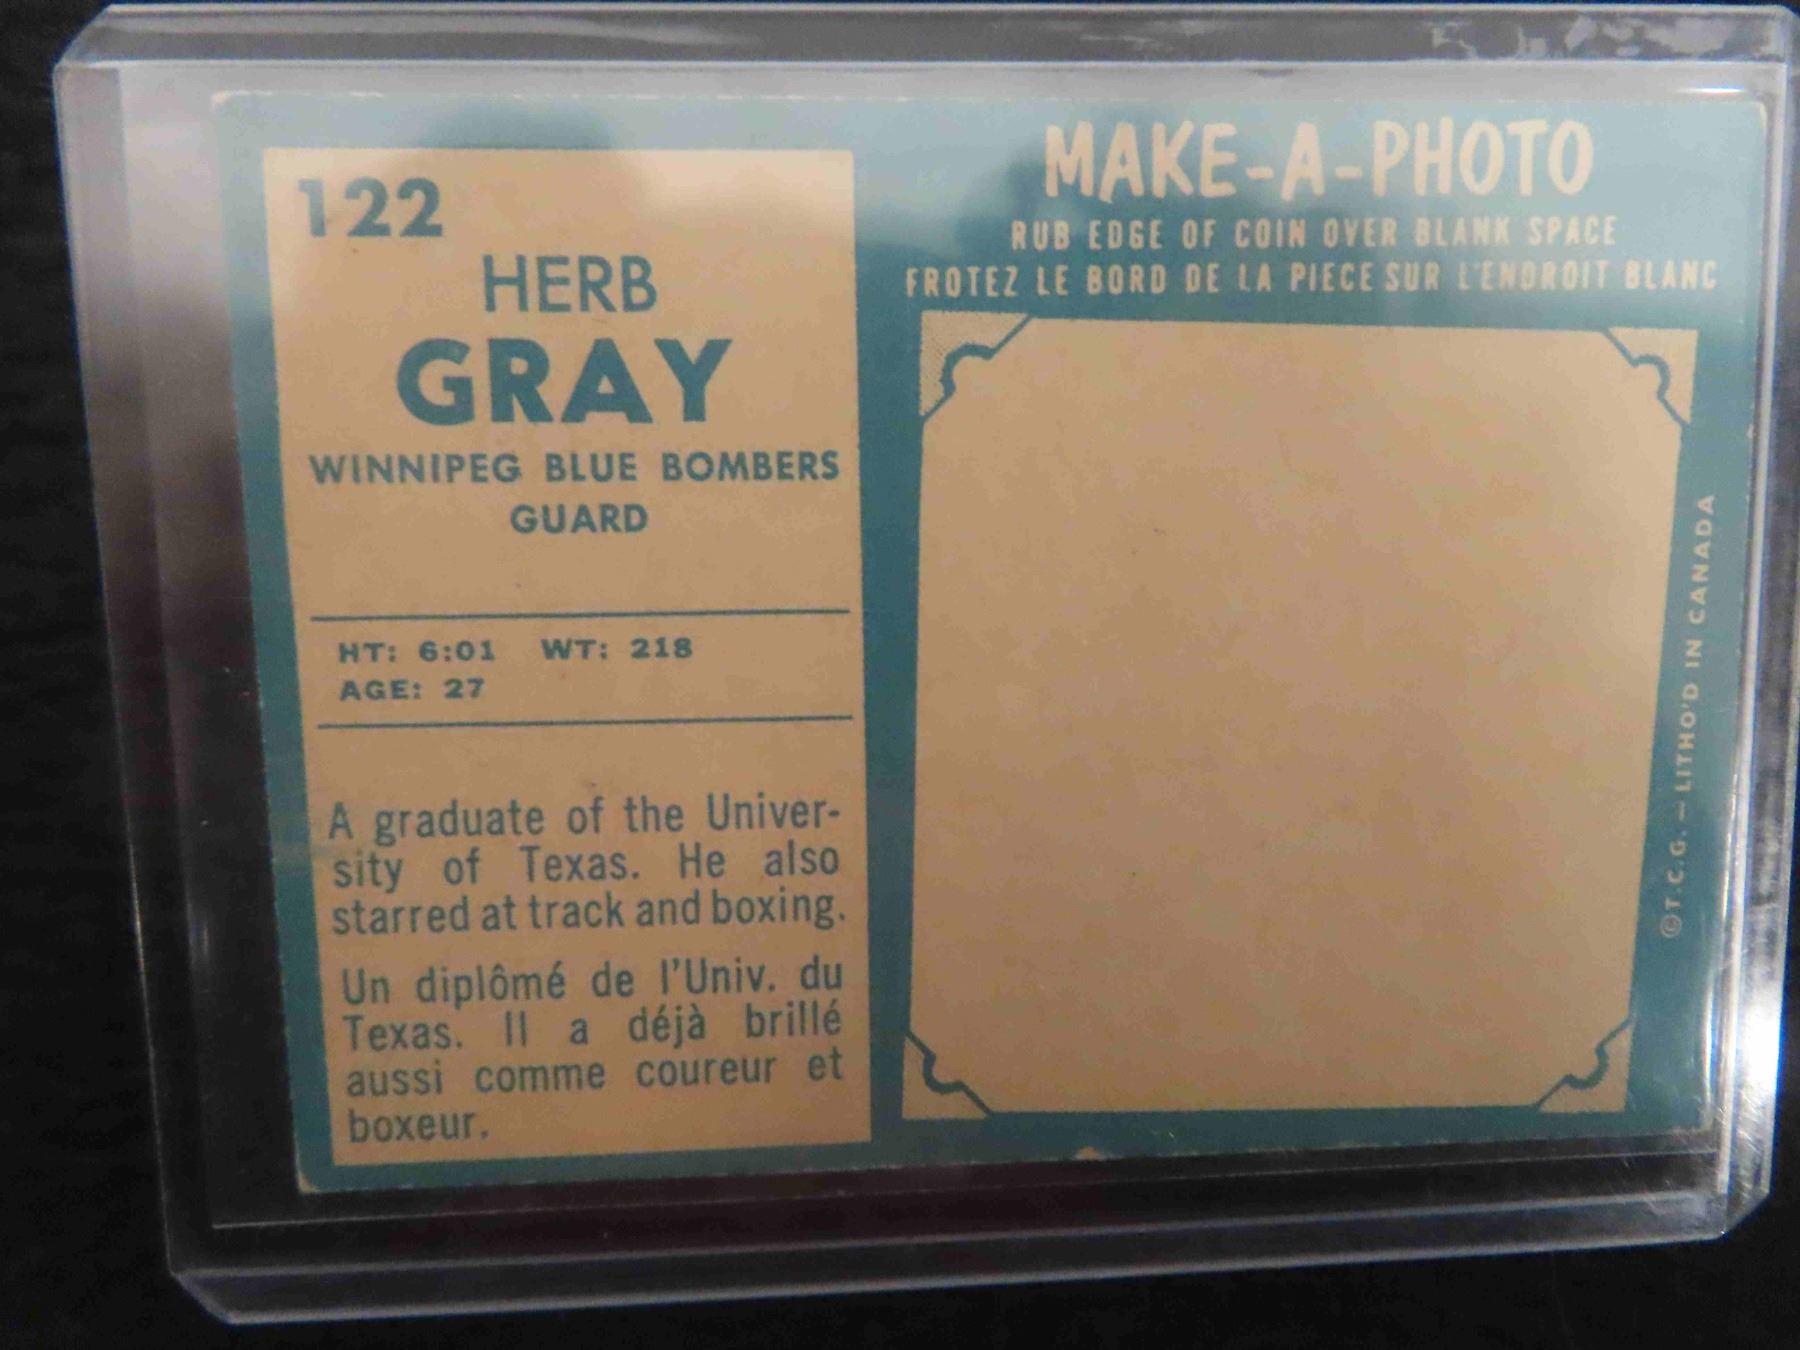 122
HERB
GRAY
WINNIPEG BLUE BOMBERS
GUARD
HT: 6:01 WT: 218
AGE: 27
A graduate of the Univer-
sity of Texas. He also
starred at track and boxing.
Un diplômé de l'Univ. du
Texas. Il a déjà brillé
aussi comme coureur et
boxeur.
MAKE-A-PHOTO
RUB EDGE OF COIN OVER BLANK SPACE
FROTEZ LE BORD DE LA PIECE SUR L'ENDROIT BLANC
©T.C.G.—LITHO'D IN CANADA